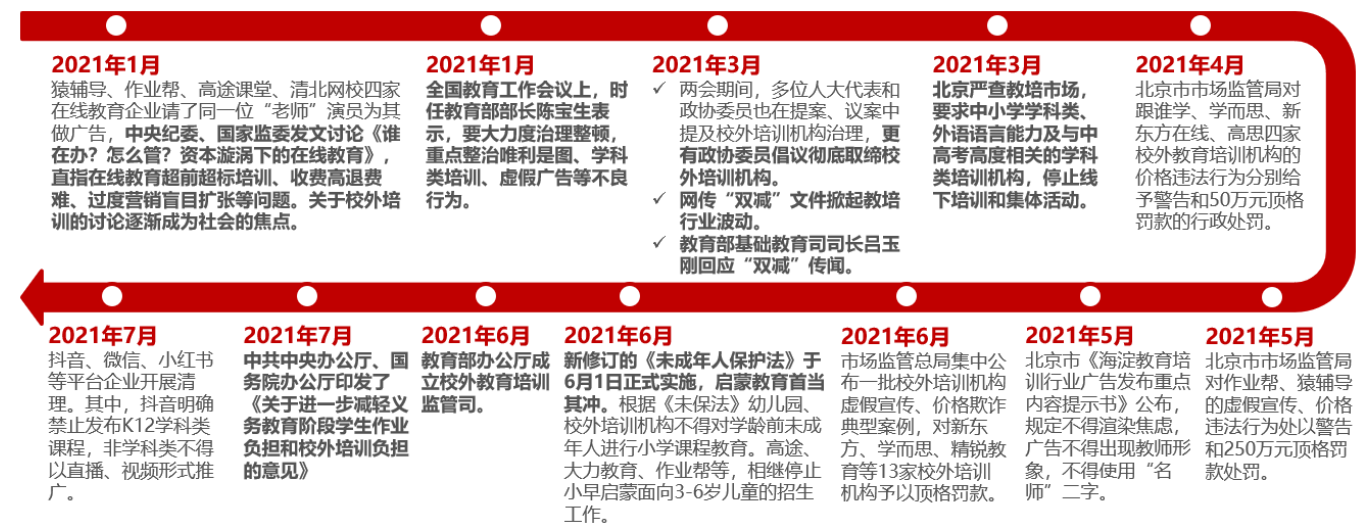 2021年1月
猿辅导、作业帮、高途课堂、清北网校四家
在线教育企业请了同一位“老师”演员为其
做广告，中央纪委、国家监委发文讨论《谁
在办？怎么管？资本漩涡下的在线教育》，
直指在线教育超前超标培训、收费高退费
难、过度营销盲目扩张等问题。关于校外培
训的讨论逐渐成为社会的焦点。
2021年1月
全国教育工作会议上，时
任教育部部长陈宝生表
示，要大力度治理整顿，
重点整治唯利是图、学科
类培训、虚假广告等不良
行为。
2021年3月
✓ 两会期间，多位人大代表和
政协委员也在提案、议案中
提及校外培训机构治理，更
有政协委员倡议彻底取缔校
外培训机构。
✓ 网传“双减”文件掀起教培
行业波动。
✓ 教育部基础教育司司长吕玉
刚回应“双减”传闻。
2021年3月
北京严查教培市场，
要求中小学学科类、
外语语言能力及与中
高考高度相关的学科
类培训机构，停止线
下培训和集体活动。
2021年4月
北京市市场监管局对
跟谁学、学而思、新
东方在线、高思四家
校外教育培训机构的
价格违法行为分别给
予警告和50万元顶格
罚款的行政处罚。
2021年7月
抖音、微信、小红书
等平台企业开展清
理。其中，抖音明确
禁止发布K12学科类
课程，非学科类不得
以直播、视频形式推
广。
2021年7月
中共中央办公厅、国
务院办公厅印发了
《关于进一步减轻义
务教育阶段学生作业
负担和校外培训负担
的意见》
2021年6月
教育部办公厅成
立校外教育培训
监管司。
2021年6月
新修订的《未成年人保护法》于
6月1日正式实施，启蒙教育首当
其冲。根据《未保法》幼儿园、
校外培训机构不得对学龄前未成
年人进行小学课程教育。高途、
大力教育、作业帮等，相继停止
小早启蒙面向3-6岁儿童的招生
工作。
2021年6月
市场监管总局集中公
布一批校外培训机构
虚假宣传、价格欺诈
典型案例，对新东
方、学而思、精锐教
育等13家校外培训
机构予以顶格罚款。
2021年5月
北京市《海淀教育培
训行业广告发布重点
内容提示书》公布，
规定不得渲染焦虑，
广告不得出现教师形
象，不得使用“名
师”二字。
2021年5月
北京市市场监管局
对作业帮、猿辅导
的虚假宣传、价格
违法行为处以警告
和250万元顶格罚
款处罚。